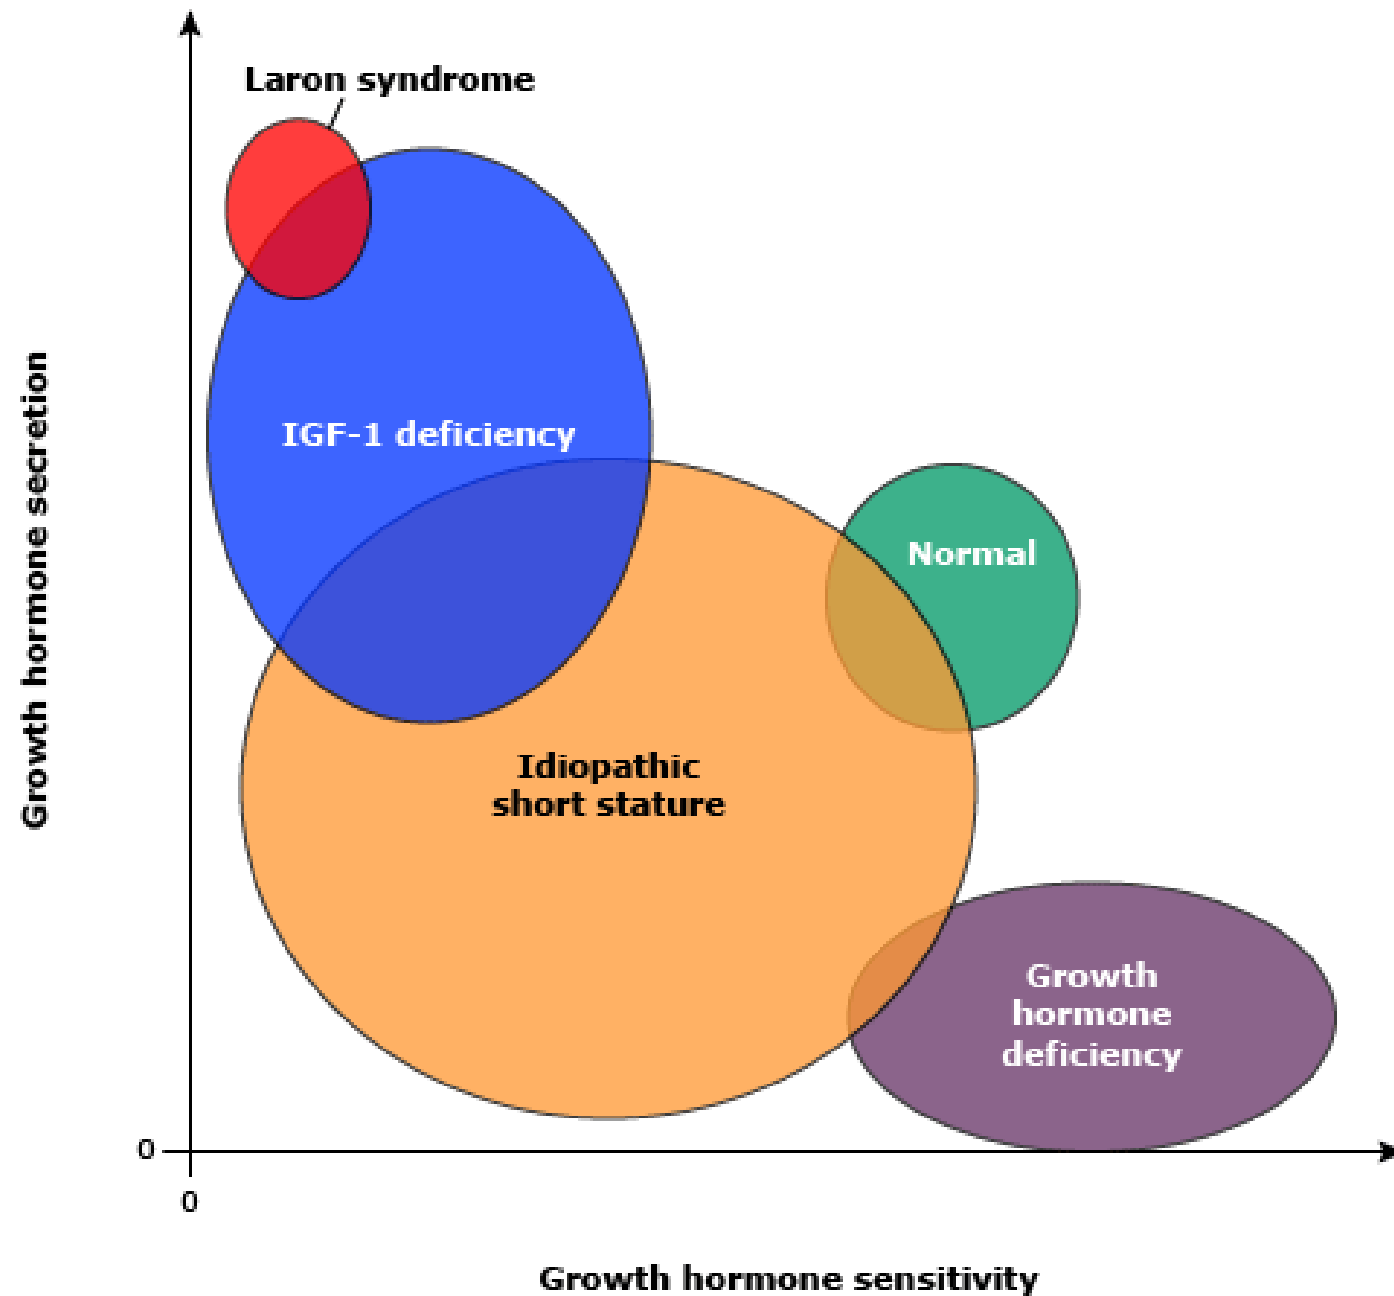 Laron syndrome
Growth hormone secretion
IGF-1 deficiency
Normal
Idiopathic
short stature
Growth
hormone
deficiency
0
0
Growth hormone sensitivity